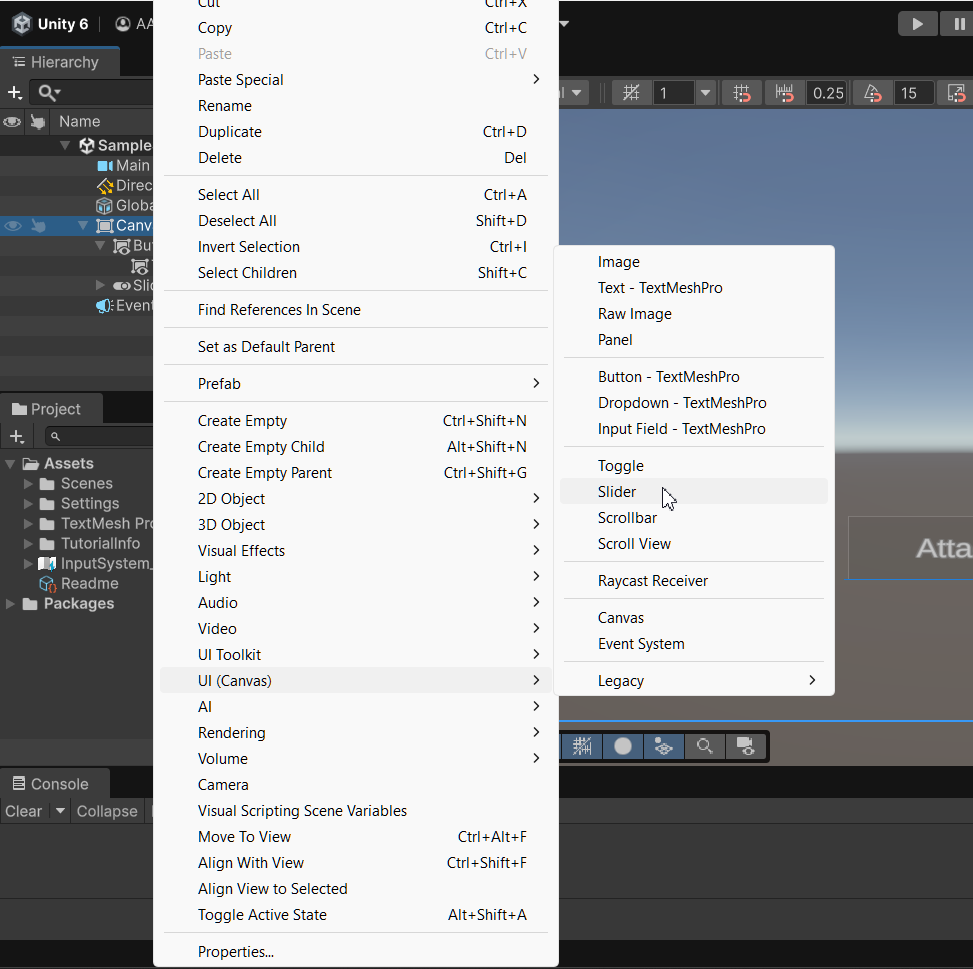 Unity 6
AA
Hierarchy
Name
Sample
Main
Direc
Globa
Canv
Bu
Slid
Event
Project
Assets
Scenes
Settings
TextMesh Pro
TutorialInfo
InputSystem_
Readme
Packages
Console
Clear
Collapse
Cut Ctrl+X
Copy Ctrl+C
Paste Ctrl+V
Paste Special
Rename
Duplicate Ctrl+D
Delete Del
Select All Ctrl+A
Deselect All Shift+D
Invert Selection Ctrl+I
Select Children Shift+C
Find References In Scene
Set as Default Parent
Prefab
Create Empty Ctrl+Shift+N
Create Empty Child Alt+Shift+N
Create Empty Parent Ctrl+Shift+G
2D Object
3D Object
Visual Effects
Light
Audio
Video
UI Toolkit
UI (Canvas)
AI
Rendering
Volume
Camera
Visual Scripting Scene Variables
Move To View Ctrl+Alt+F
Align With View Ctrl+Shift+F
Align View to Selected
Toggle Active State Alt+Shift+A
Properties...
Image
Text - TextMeshPro
Raw Image
Panel
Button - TextMeshPro
Dropdown - TextMeshPro
Input Field - TextMeshPro
Toggle
Slider
Scrollbar
Scroll View
Raycast Receiver
Canvas
Event System
Legacy
1
0.25
15
Atta